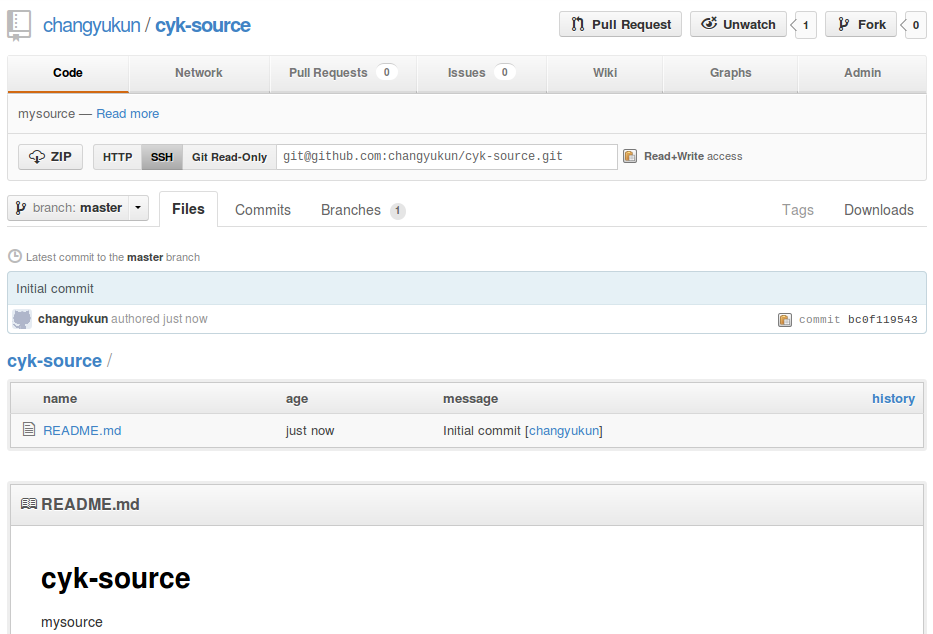 changyukun / cyk-source Pull Request Unwatch 1 Fork 0
Code Network Pull Requests 0 Issues 0 Wiki Graphs Admin
mysource — Read more
ZIP HTTP SSH Git Read-Only git@github.com:changyukun/cyk-source.git Read+Write access
branch: master Files Commits Branches 1 Tags Downloads
Latest commit to the master branch
Initial commit
changyukun authored just now commit bc0f119543
cyk-source /
name age message history
README.md just now Initial commit [changyukun]
README.md
cyk-source
mysource